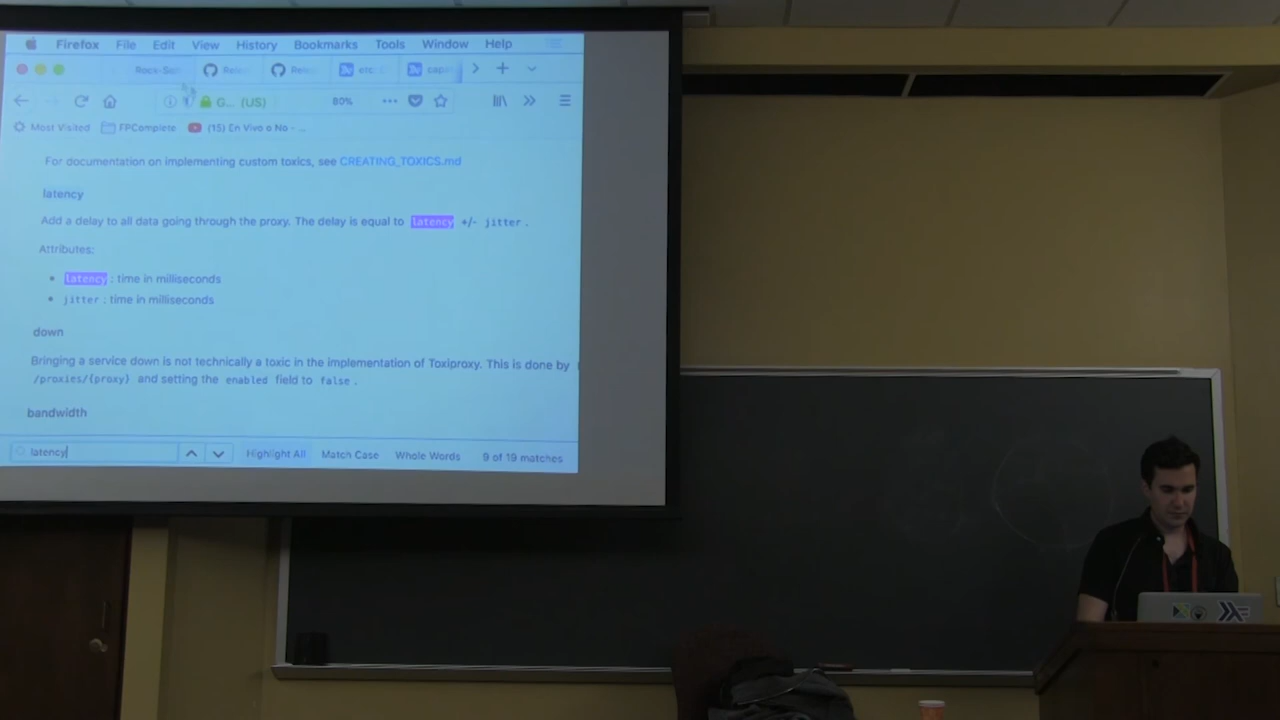 Firefox File Edit View History Bookmarks Tools Window Help
Rock-Sol
etc.
G... (US) 80%
Most Visited FPComplete (15) En Vivo o No - ...
For documentation on implementing custom toxics, see CREATING_TOXICS.md
latency
Add a delay to all data going through the proxy. The delay is equal to latency +/- jitter .
Attributes:
• latency : time in milliseconds
• jitter : time in milliseconds
down
Bringing a service down is not technically a toxic in the implementation of Toxiproxy. This is done by
/proxies/{proxy} and setting the enabled field to false .
bandwidth
latency Highlight All Match Case Whole Words 9 of 19 matches